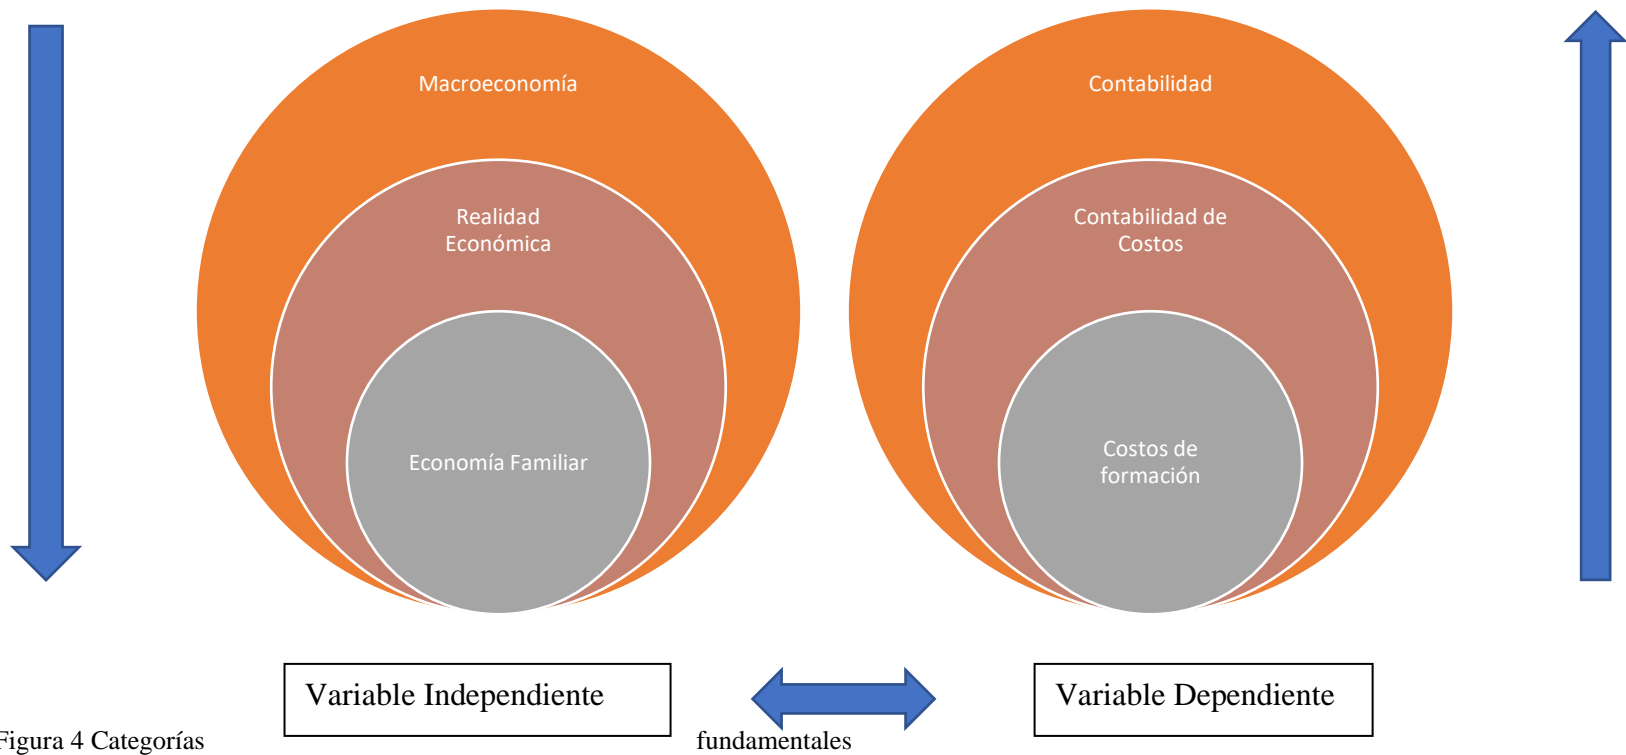 Macroeconomía
Realidad
Económica
Economía Familiar
Contabilidad
Contabilidad de
Costos
Costos de
formación
Variable Independiente
Variable Dependiente
Figura 4 Categorías fundamentales